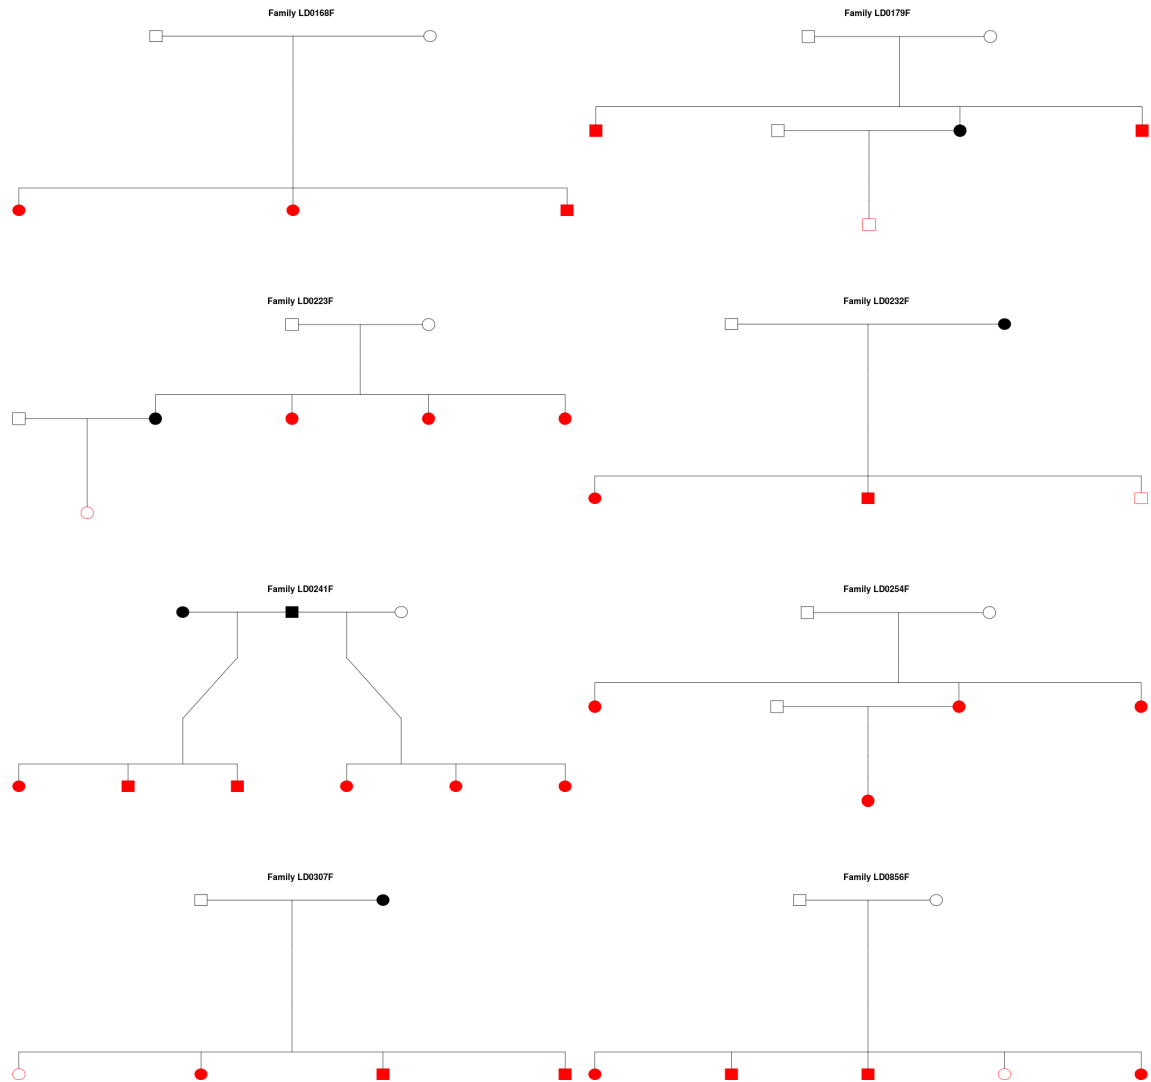 Family LD0168F
Family LD0179F
Family LD0223F
Family LD0232F
Family LD0241F
Family LD0254F
Family LD0307F
Family LD0856F